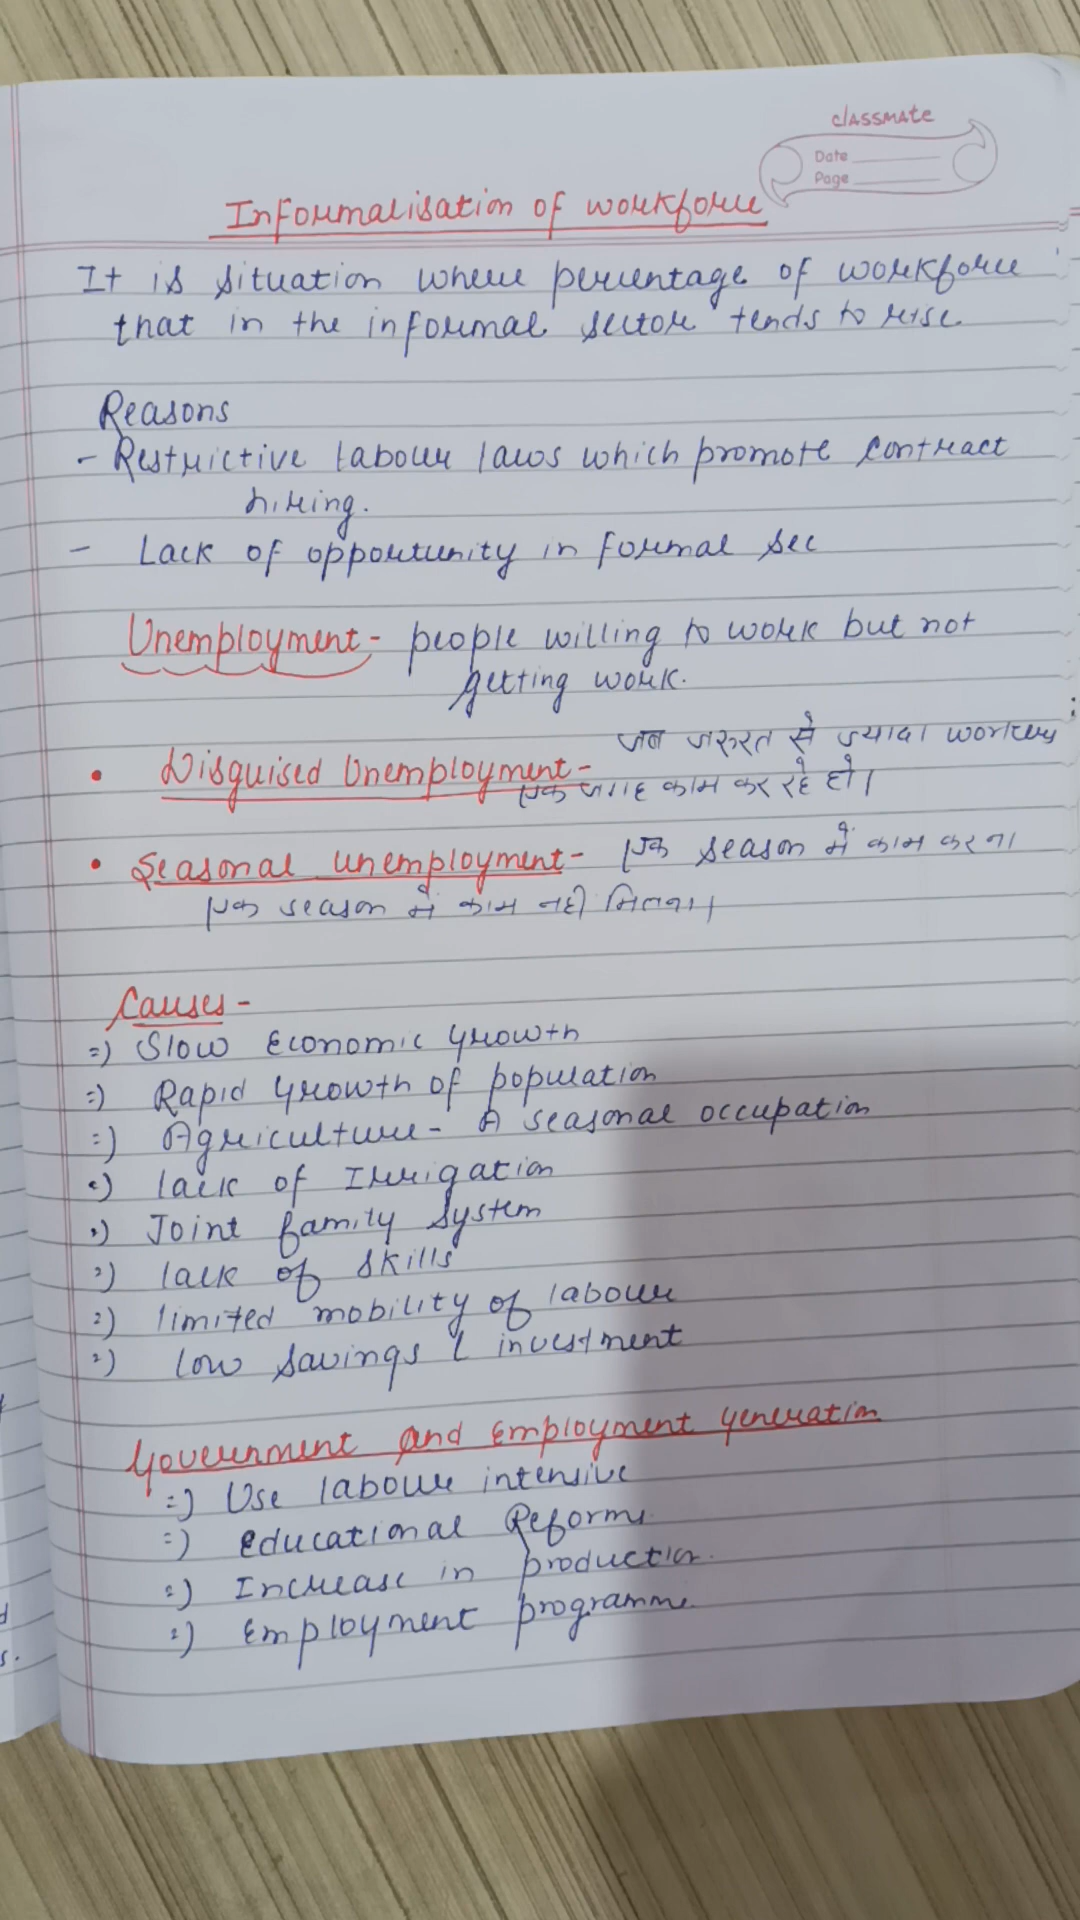 classmate
Date
Page
Informalisation of workforce
It is situation where percentage of workforce
that in the informal sector tends to rise
Reasons
- Restrictive labour laws which promote contract
hiring.
- Lack of opportunity in formal sec
Unemployment - people willing to work but not
getting work.
• Disguised Unemployment - जब जरूरत से ज्यादा workers
एक जगह काम कर रहे हो।
• Seasonal unemployment - एक season में काम करना
एक season में काम नही मिलना।
Causes -
=) Slow Economic Growth
=) Rapid Growth of population
=) Agriculture - A seasonal occupation
=) lack of Irrigation
=) Joint family System
=) lack of skills
=) limited mobility of labour
=) low savings & investment
Government and Employment generation
=) Use labour intensive
=) Educational Reforms
=) Increase in production.
=) Employment programme